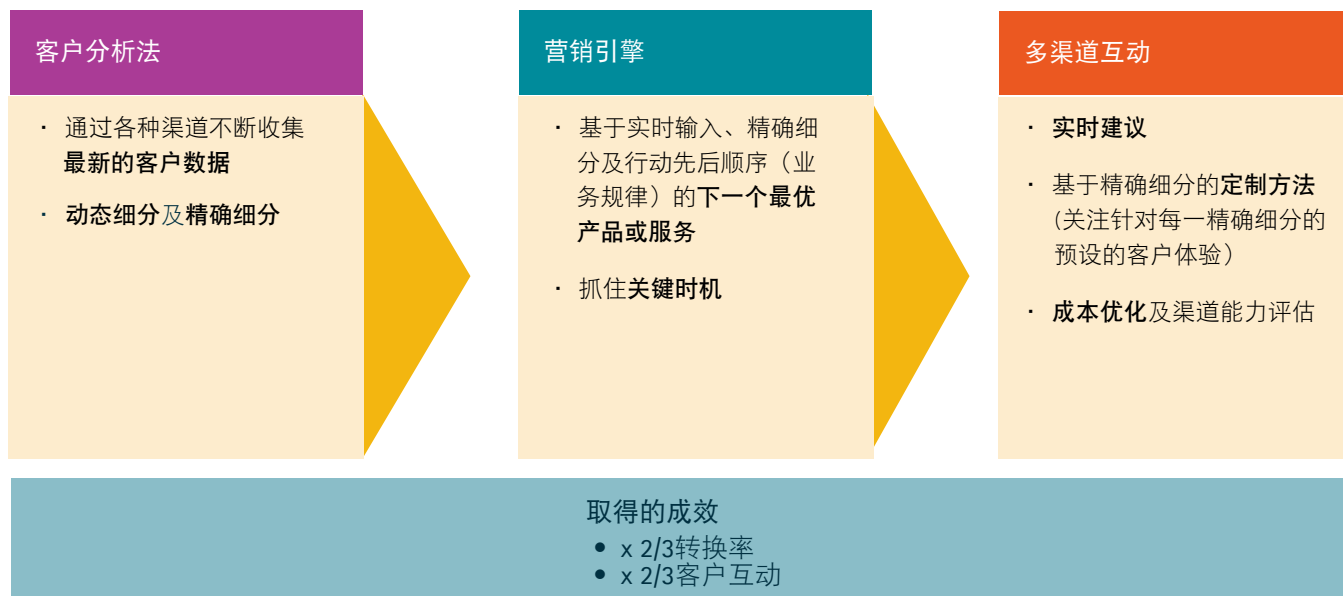 客户分析法
· 通过各种渠道不断收集
最新的客户数据
· 动态细分及精确细分
营销引擎
· 基于实时输入、精确细
分及行动先后顺序（业
务规律）的下一个最优
产品或服务
· 抓住关键时机
多渠道互动
· 实时建议
· 基于精确细分的定制方法
(关注针对每一精确细分的
预设的客户体验）
· 成本优化及渠道能力评估
取得的成效
• x 2/3转换率
• x 2/3客户互动